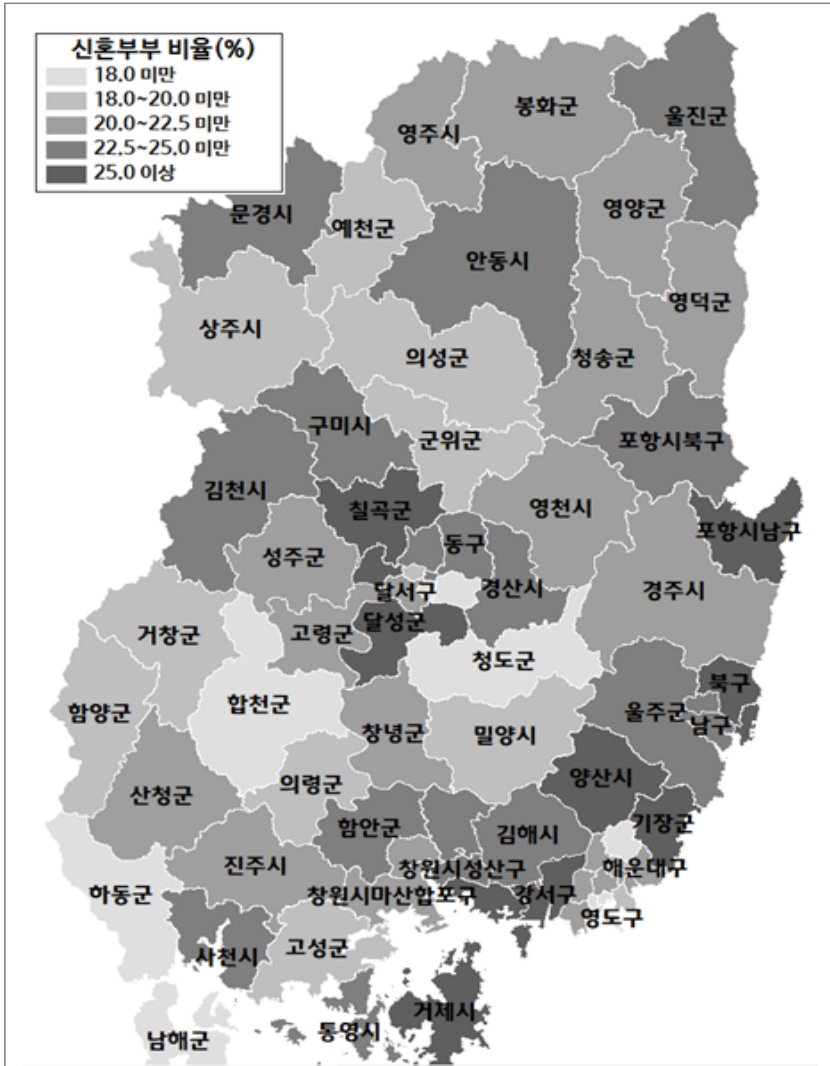 신혼부부 비율(%)
18.0 미만
18.0~20.0 미만
20.0~22.5 미만
22.5~25.0 미만
25.0 이상
봉화군
울진군
영주시
영양군
문경시
예천군
안동시
영덕군
상주시
의성군
청송군
구미시
군위군
포항시북구
김천시
칠곡군
영천시
포항시남구
동구
성주군
달서구
경산시
경주시
거창군
고령군
달성군
청도군
북구
함양군
합천군
울주군
남구
창녕군
밀양시
산청군
의령군
양산시
함안군
김해시
기장군
진주시
창원시성산구
해운대구
하동군
창원시마산합포구
강서구
영도구
고성군
사천시
거제시
통영시
남해군